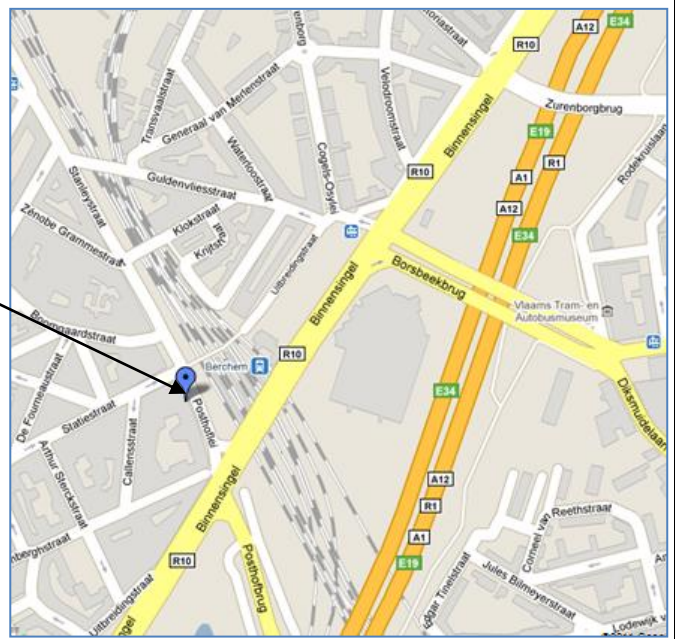 E34
A12
R10
Binnensingel
Zurenborgbrug
Transvaalstraat
Generaal van Merlenstraat
Velodroomstraat
E19
Rodekruislaan
Waterloostraat
Cogels-Osylei
R1
A1
R10
A12
Stanleystraat
Guldenvliesstraat
Klokstraat
E34
Zénobe Grammestraat
Krijtstraat
Uitbreidingstraat
Binnensingel
Borsbeekbrug
Vlaams Tram- en
Autobusmuseum
Boomgaardstraat
R10
Berchem
E34
De Fourneaustraat
Statiestraat
Posthoflei
Diksmuidelaan
Callensstraat
Arthur Sterckstraat
Binnensingel
A12
R1
Corneel van
Reethstraat
A1
R10
Posthofbrug
E19
Jules Bilmeyerstraat
Uitbreidingstraat
Edgar Tinelstraat
Binnensingel
Lodewijk